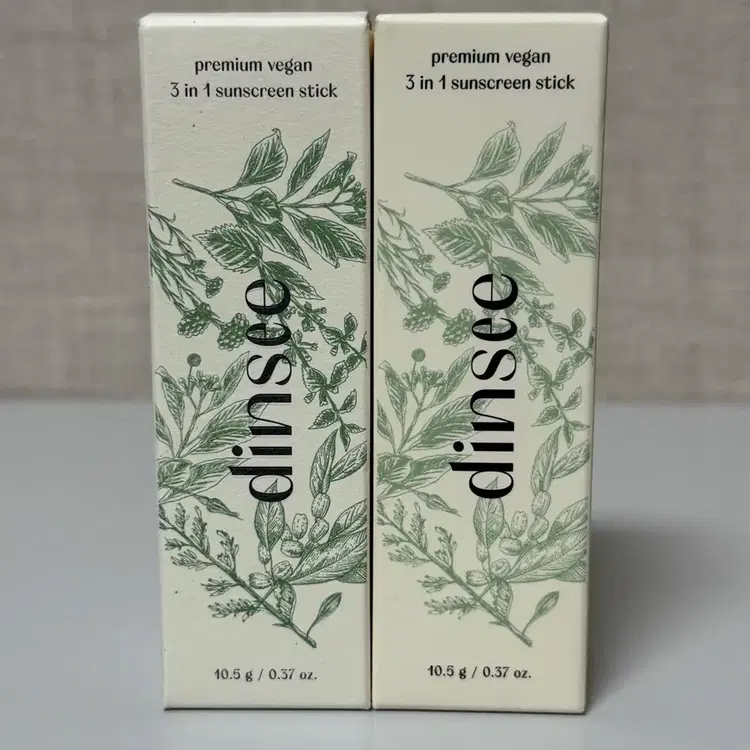 premium vegan
3 in 1 sunscreen stick
dinsee
10.5 g / 0.37 oz.
premium vegan
3 in 1 sunscreen stick
dinsee
10.5 g / 0.37 oz.